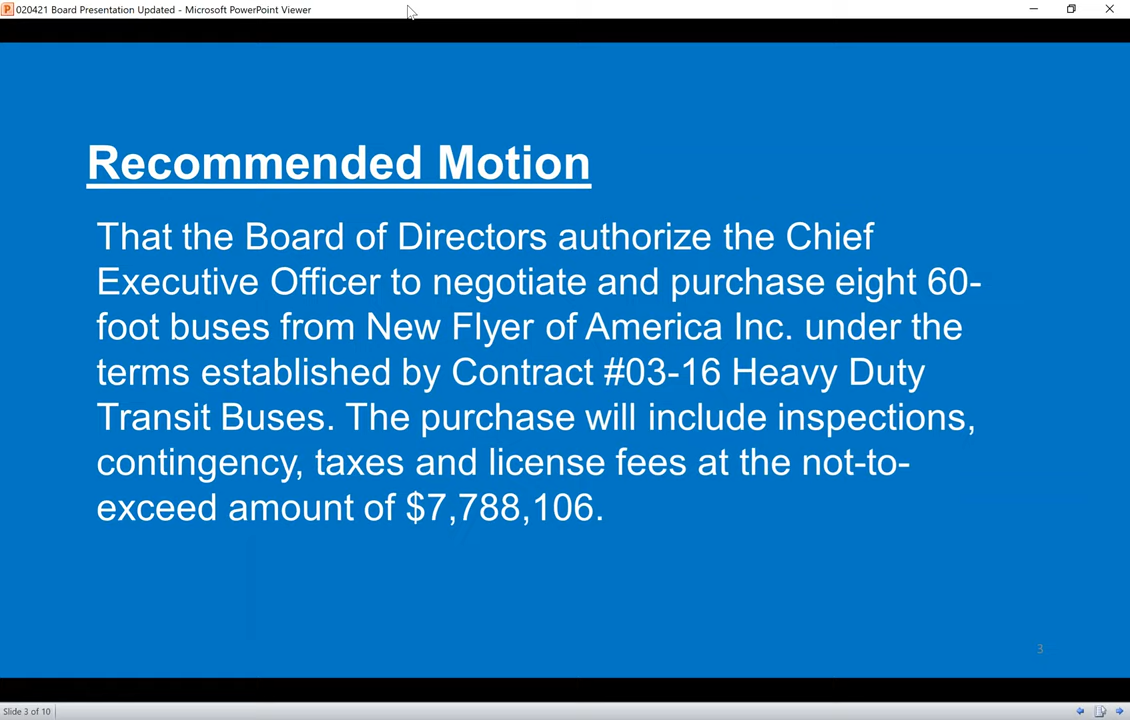 020421 Board Presentation Updated - Microsoft PowerPoint Viewer
Recommended Motion
That the Board of Directors authorize the Chief
Executive Officer to negotiate and purchase eight 60-
foot buses from New Flyer of America Inc. under the
terms established by Contract #03-16 Heavy Duty
Transit Buses. The purchase will include inspections,
contingency, taxes and license fees at the not-to-
exceed amount of $7,788,106.
3
Slide 3 of 10